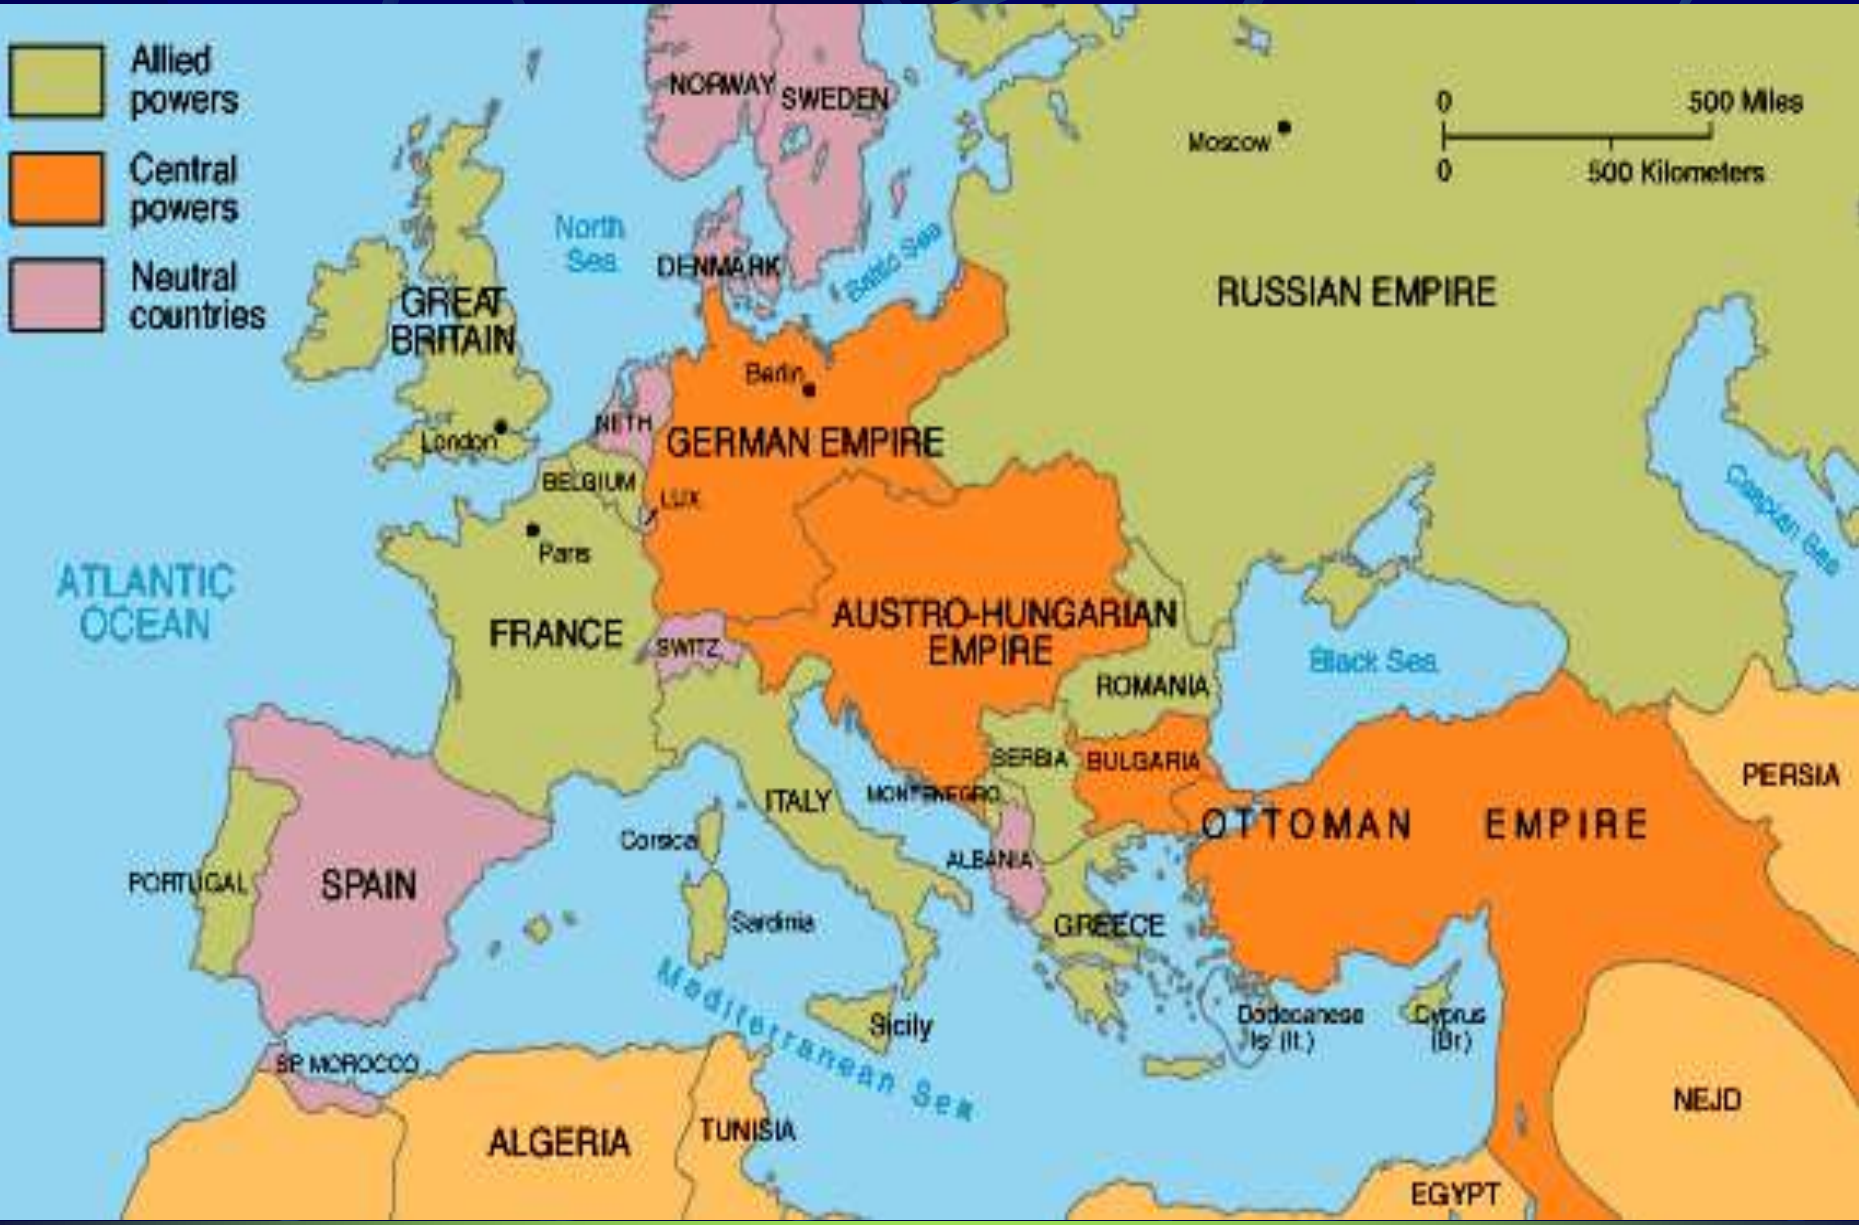 Allied
powers
Central
powers
Neutral
countries
NORWAY
SWEDEN
0 500 Miles
0 500 Kilometers
Moscow
North
Sea
DENMARK
Baltic Sea
RUSSIAN EMPIRE
GREAT
BRITAIN
Berlin
NETH
London
GERMAN EMPIRE
BELGIUM
LUX
Caspian Sea
Paris
ATLANTIC
OCEAN
FRANCE
SWITZ
AUSTRO-HUNGARIAN
EMPIRE
Black Sea
ROMANIA
SERBIA
BULGARIA
PERSIA
ITALY
MONTENEGRO
OTTOMAN EMPIRE
Corsica
ALBANIA
PORTUGAL
SPAIN
Sardinia
GREECE
Mediterranean Sea
Sicily
Dodecanese
Is (It.)
Cyprus
(Br)
SP MOROCCO
NEJD
ALGERIA
TUNISIA
EGYPT